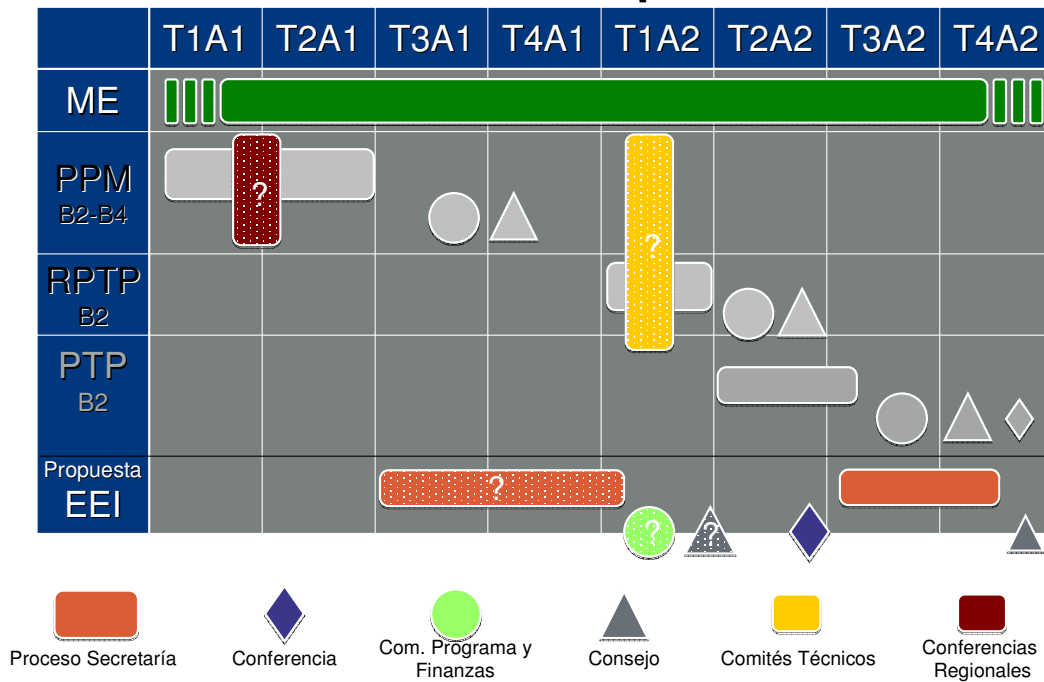 T1A1 T2A1 T3A1 T4A1 T1A2 T2A2 T3A2 T4A2
ME
PPM
B2-B4
?
?
RPTP
B2
PTP
B2
Propuesta
EEI
?
? ?
Proceso Secretaría
Conferencia
Com. Programa y
Finanzas
Consejo
Comités Técnicos
Conferencias
Regionales